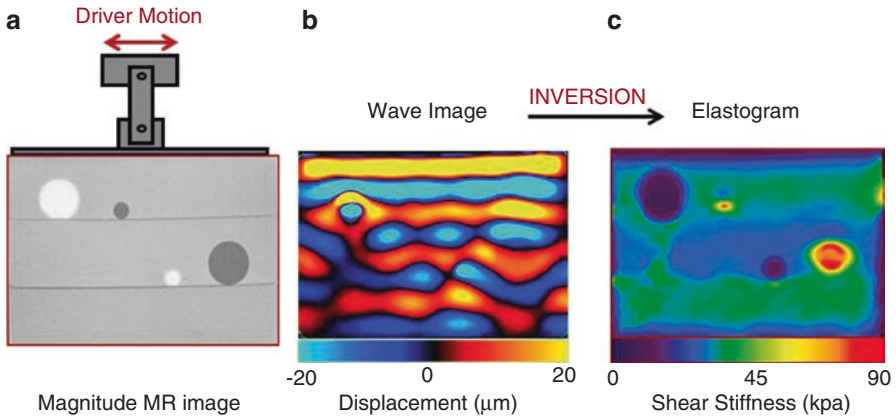 a
Driver Motion
Magnitude MR image
b
Wave Image
-20 0 20
Displacement (μm)
INVERSION
c
Elastogram
0 45 90
Shear Stiffness (kpa)